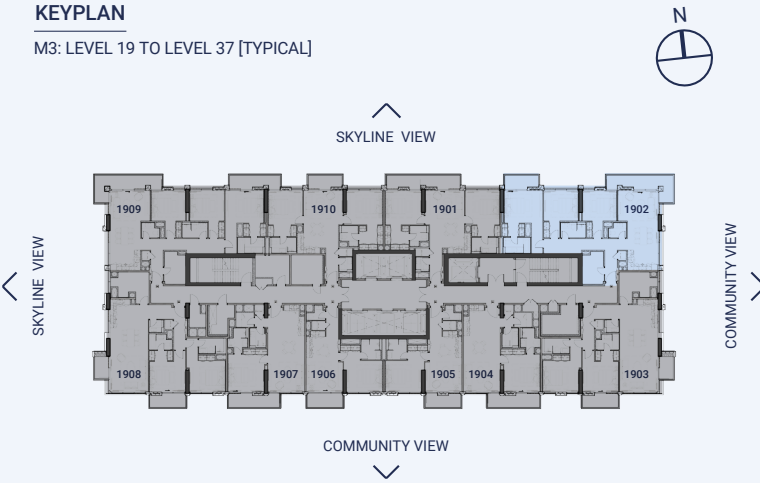 KEYPLAN
M3: LEVEL 19 TO LEVEL 37 [TYPICAL]
N
SKYLINE VIEW
1909
1910
1901
1902
SKYLINE VIEW
COMMUNITY VIEW
1908
1907
1906
1905
1904
1903
COMMUNITY VIEW